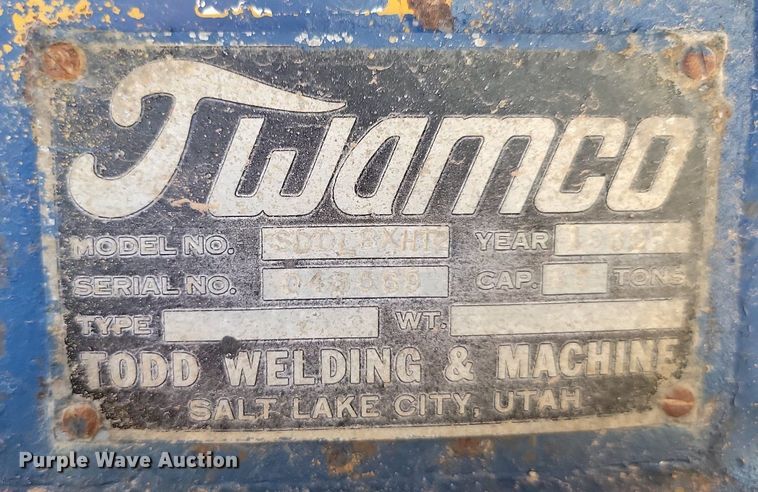 Twamco
MODEL NO. YEAR
SERIAL NO. CAP. TONS
TYPE WT.
TODD WELDING & MACHINE
SALT LAKE CITY, UTAH
Purple Wave Auction